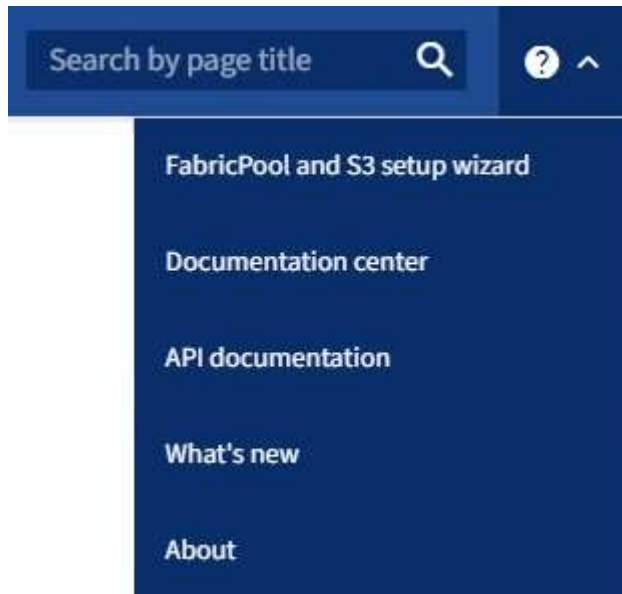 Search by page title
FabricPool and S3 setup wizard
Documentation center
API documentation
What's new
About